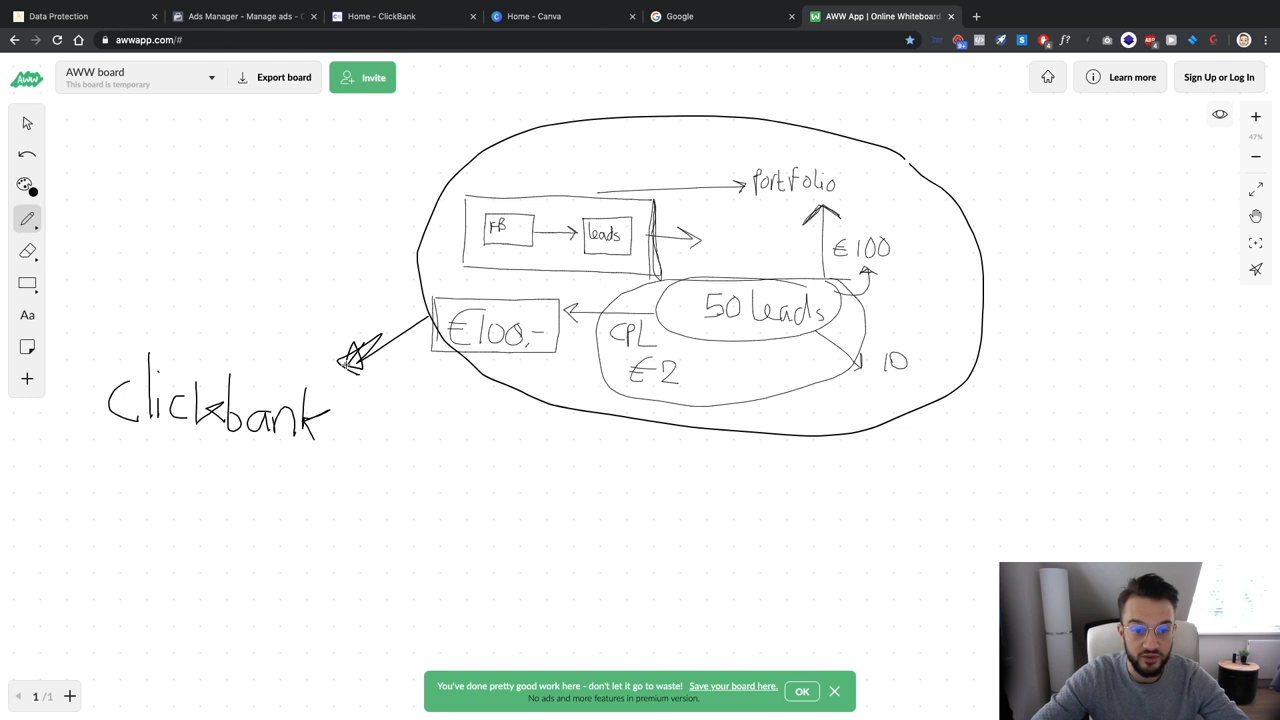 Data Protection
Ads Manager - Manage ads - C
Home - ClickBank
Home - Canva
Google
AWW App | Online Whiteboard
awwapp.com/#
AWW board
This board is temporary
Export board
Invite
Learn more
Sign Up or Log In
47%
Portfolio
FB
leads
€100
50 leads
€100,-
CPL
€2
10
Clickbank
Aa
1 / 1
You've done pretty good work here - don't let it go to waste! Save your board here.
No ads and more features in premium version.
OK